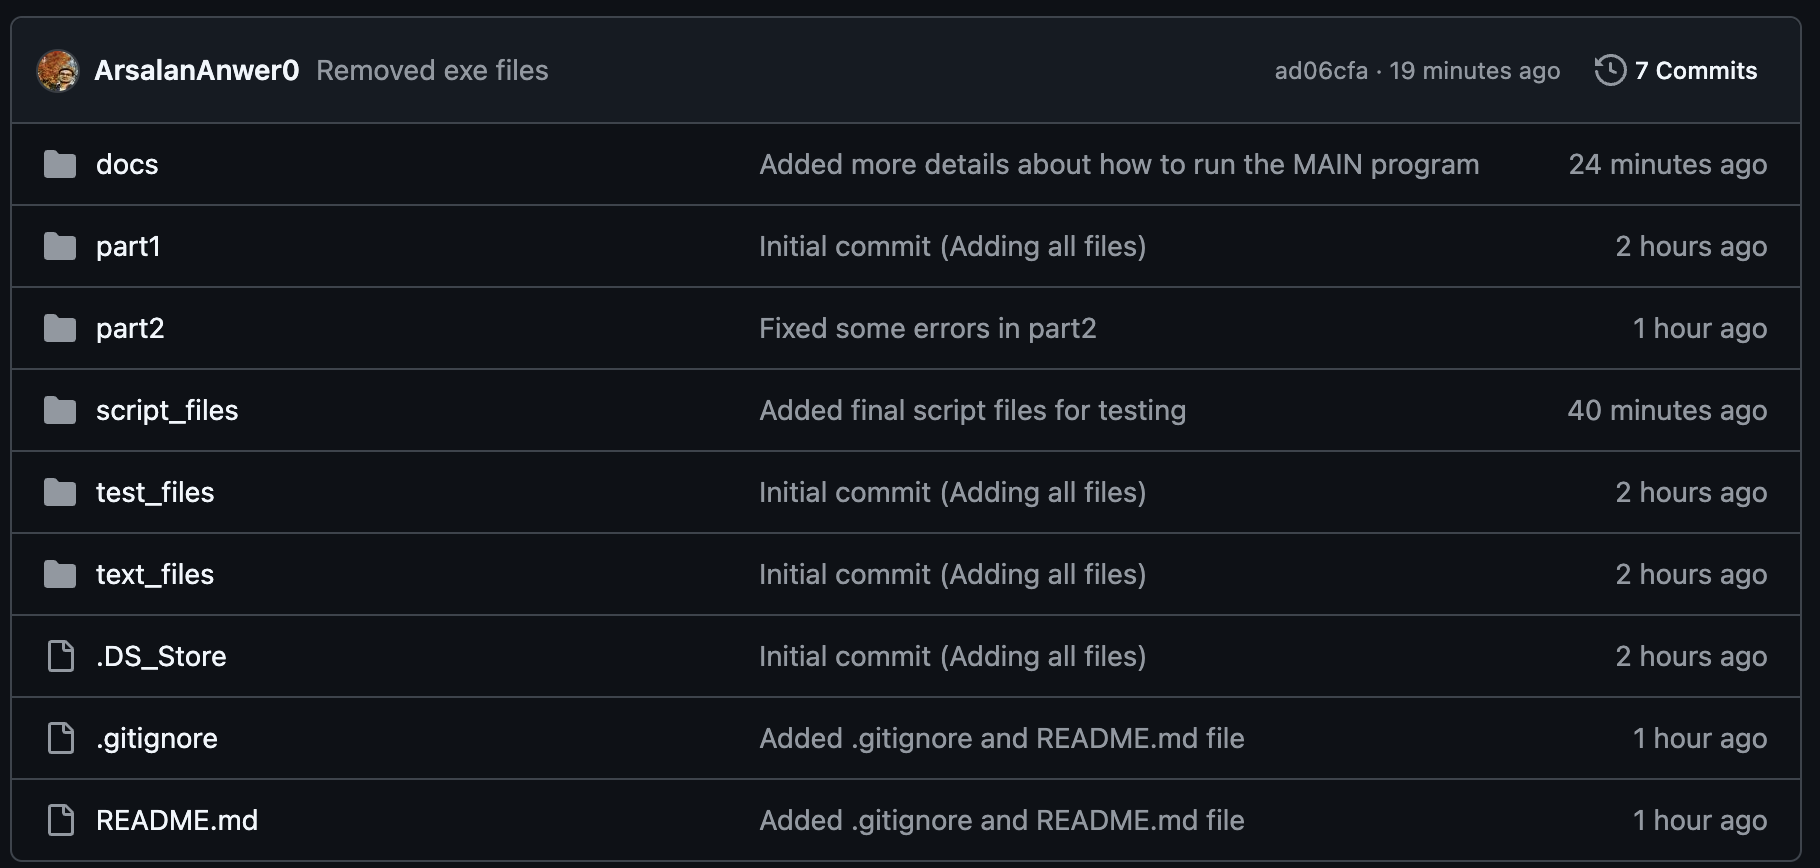 ArsalanAnwer0 Removed exe files ad06cfa · 19 minutes ago 7 Commits
docs Added more details about how to run the MAIN program 24 minutes ago
part1 Initial commit (Adding all files) 2 hours ago
part2 Fixed some errors in part2 1 hour ago
script_files Added final script files for testing 40 minutes ago
test_files Initial commit (Adding all files) 2 hours ago
text_files Initial commit (Adding all files) 2 hours ago
.DS_Store Initial commit (Adding all files) 2 hours ago
.gitignore Added .gitignore and README.md file 1 hour ago
README.md Added .gitignore and README.md file 1 hour ago